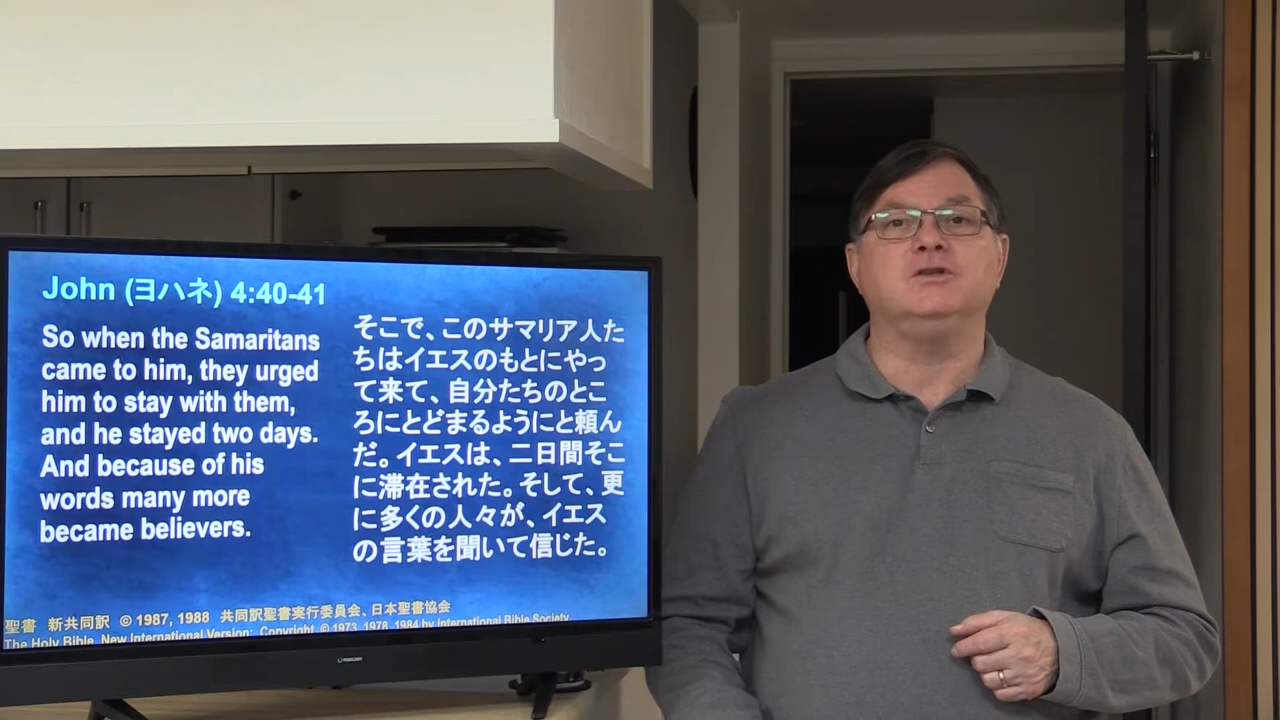 John (ヨハネ) 4:40-41
So when the Samaritans
came to him, they urged
him to stay with them,
and he stayed two days.
And because of his
words many more
became believers.
そこで、このサマリア人た
ちはイエスのもとにやっ
て来て、自分たちのとこ
ろにとどまるようにと頼ん
だ。イエスは、二日間そこ
に滞在された。そして、更
に多くの人々が、イエス
の言葉を聞いて信じた。
聖書 新共同訳 © 1987, 1988 共同訳聖書実行委員会、日本聖書協会
The Holy Bible, New International Version; Copyright © 1973, 1978, 1984 by International Bible Society